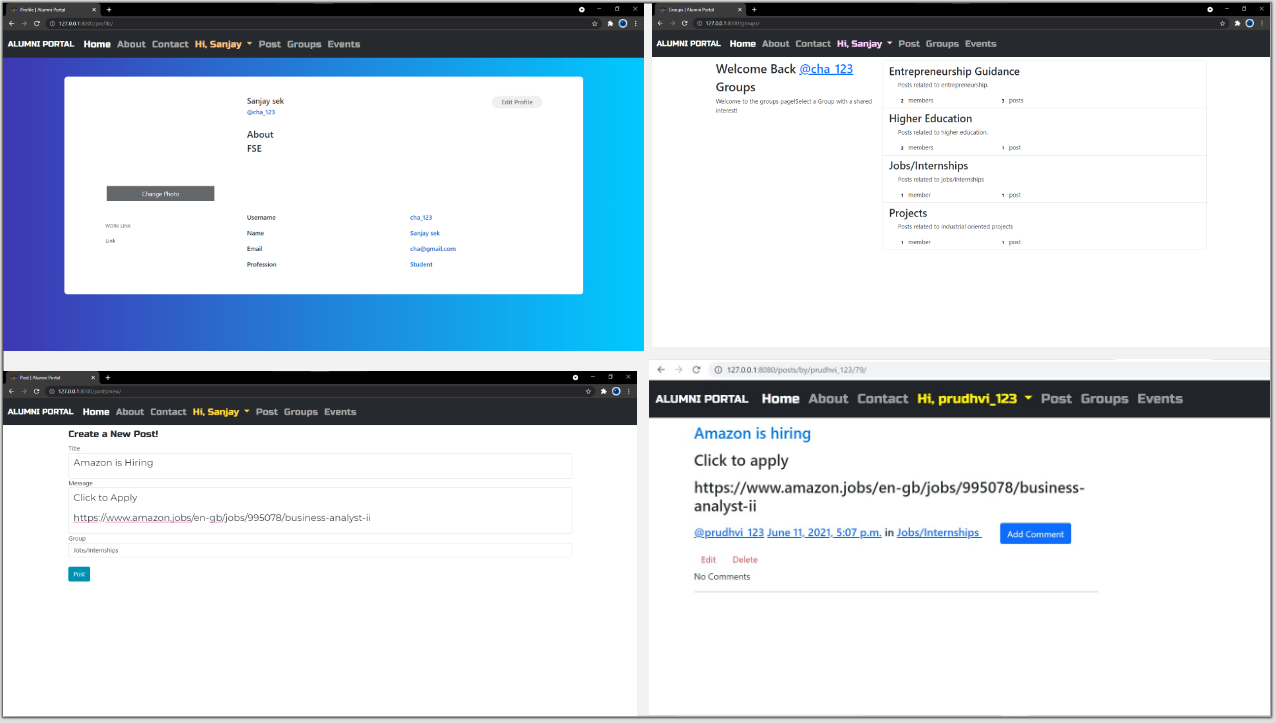 Profile | Alumni Portal
127.0.0.1:8080/profile/
ALUMNI PORTAL Home About Contact Hi, Sanjay Post Groups Events
Sanjay sek
Edit Profile
@cha_123
About
FSE
Change Photo
WORK LINK
Link
Username cha_123
Name Sanjay sek
Email cha@gmail.com
Profession Student
Groups | Alumni Portal
127.0.0.1:8080/groups/
ALUMNI PORTAL Home About Contact Hi, Sanjay Post Groups Events
Welcome Back @cha_123
Groups
Welcome to the groups page!Select a Group with a shared
interest!
Entrepreneurship Guidance
Posts related to entrepreneurship.
2 members 3 posts
Higher Education
Posts related to higher education.
2 members 1 post
Jobs/Internships
Posts related to jobs/Internships
1 member 1 post
Projects
Posts related to industrial oriented projects
1 member 1 post
Post | Alumni Portal
127.0.0.1:8080/posts/new/
ALUMNI PORTAL Home About Contact Hi, Sanjay Post Groups Events
Create a New Post!
Title
Amazon is Hiring
Message
Click to Apply
https://www.amazon.jobs/en-gb/jobs/995078/business-analyst-ii
Group
Jobs/Internships
Post
127.0.0.1:8080/posts/by/prudhvi_123/79/
ALUMNI PORTAL Home About Contact Hi, prudhvi_123 Post Groups Events
Amazon is hiring
Click to apply
https://www.amazon.jobs/en-gb/jobs/995078/business-
analyst-ii
@prudhvi_123 June 11, 2021, 5:07 p.m. in Jobs/Internships Add Comment
Edit Delete
No Comments